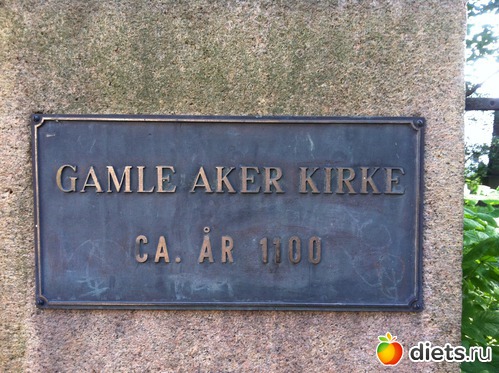 GAMLE AKER KIRKE
CA. ÅR 1100
diets.ru